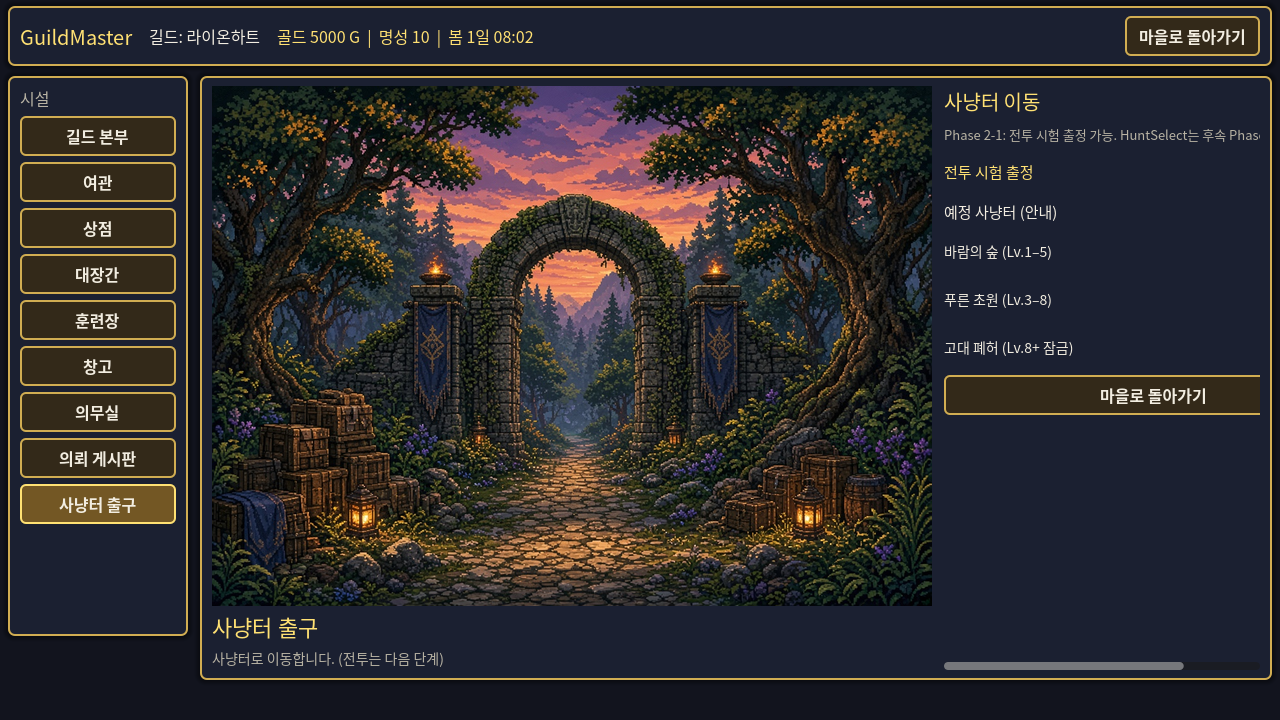 GuildMaster 길드: 라이온하트 골드 5000 G | 명성 10 | 봄 1일 08:02 마을로 돌아가기
시설
길드 본부
여관
상점
대장간
훈련장
창고
의무실
의뢰 게시판
사냥터 출구
사냥터 출구
사냥터로 이동합니다. (전투는 다음 단계)
사냥터 이동
Phase 2-1: 전투 시험 출정 가능. HuntSelect는 후속 Phase
전투 시험 출정
예정 사냥터 (안내)
바람의 숲 (Lv.1–5)
푸른 초원 (Lv.3–8)
고대 폐허 (Lv.8+ 잠금)
마을로 돌아가기